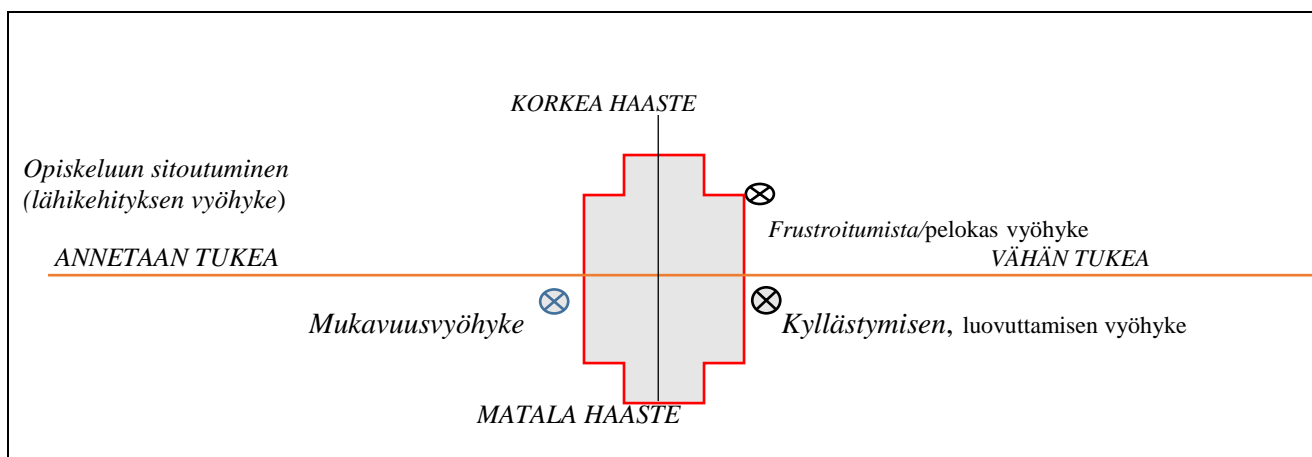 KORKEA HAASTE
Opiskeluun sitoutuminen
(lähikehityksen vyöhyke)
Frustroitumista/pelokas vyöhyke
ANNETAAN TUKEA
VÄHÄN TUKEA
Mukavuusvyöhyke
Kyllästymisen, luovuttamisen vyöhyke
MATALA HAASTE